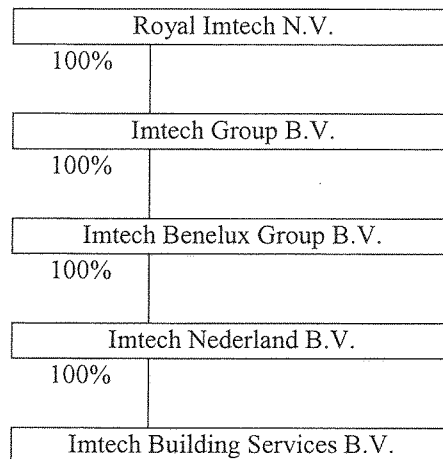 Royal Imtech N.V.
100%
Imtech Group B.V.
100%
Imtech Benelux Group B.V.
100%
Imtech Nederland B.V.
100%
Imtech Building Services B.V.